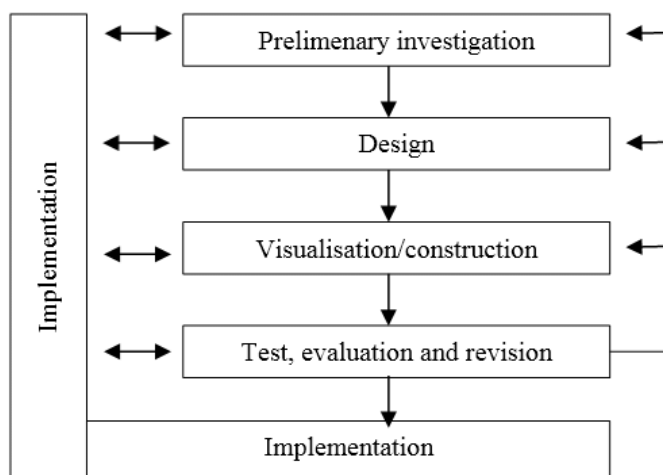 Prelimenary investigation
Design
Visualisation/construction
Test, evaluation and revision
Implementation
Implementation